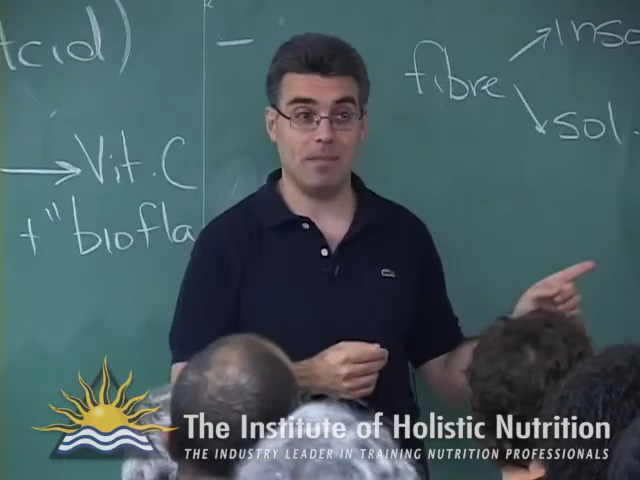 Acid)
→ Vit. C
+ "biofla
fibre
→ inso
→ sol.
The Institute of Holistic Nutrition
THE INDUSTRY LEADER IN TRAINING NUTRITION PROFESSIONALS